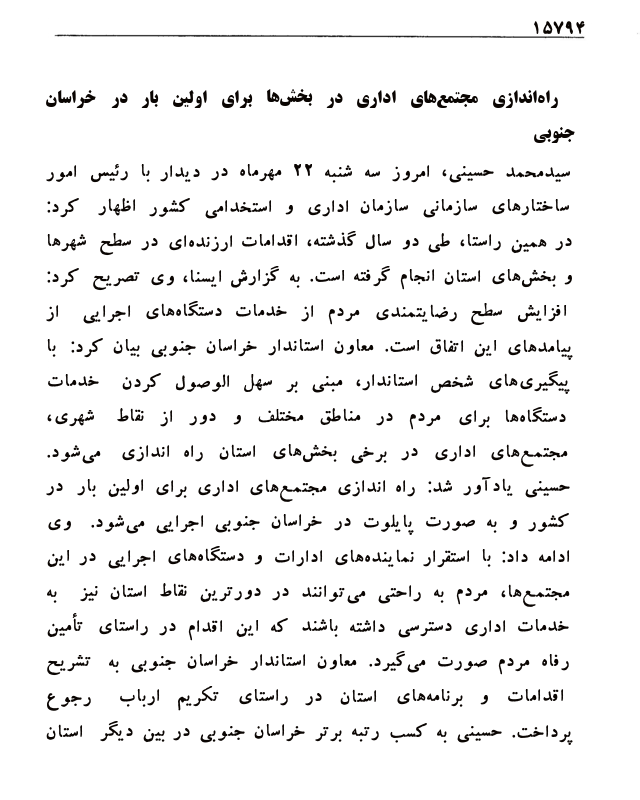 ۱۵۷۹۴
راه‌اندازی مجتمع‌های اداری در بخش‌ها برای اولین بار در خراسان
جنوبی
سیدمحمد حسینی، امروز سه شنبه ۲۲ مهرماه در دیدار با رئیس امور
ساختارهای سازمانی سازمان اداری و استخدامی کشور اظهار کرد:
در همین راستا، طی دو سال گذشته، اقدامات ارزنده‌ای در سطح شهرها
و بخش‌های استان انجام گرفته است. به گزارش ایسنا، وی تصریح کرد:
افزایش سطح رضایتمندی مردم از خدمات دستگاه‌های اجرایی از
پیامدهای این اتفاق است. معاون استاندار خراسان جنوبی بیان کرد: با
پیگیری‌های شخص استاندار، مبنی بر سهل الوصول کردن خدمات
دستگاه‌ها برای مردم در مناطق مختلف و دور از نقاط شهری،
مجتمع‌های اداری در برخی بخش‌های استان راه اندازی می‌شود.
حسینی یادآور شد: راه اندازی مجتمع‌های اداری برای اولین بار در
کشور و به صورت پایلوت در خراسان جنوبی اجرایی می‌شود. وی
ادامه داد: با استقرار نماینده‌های ادارات و دستگاه‌های اجرایی در این
مجتمع‌ها، مردم به راحتی می‌توانند در دورترین نقاط استان نیز به
خدمات اداری دسترسی داشته باشند که این اقدام در راستای تأمین
رفاه مردم صورت می‌گیرد. معاون استاندار خراسان جنوبی به تشریح
اقدامات و برنامه‌های استان در راستای تکریم ارباب رجوع
پرداخت. حسینی به کسب رتبه برتر خراسان جنوبی در بین دیگر استان